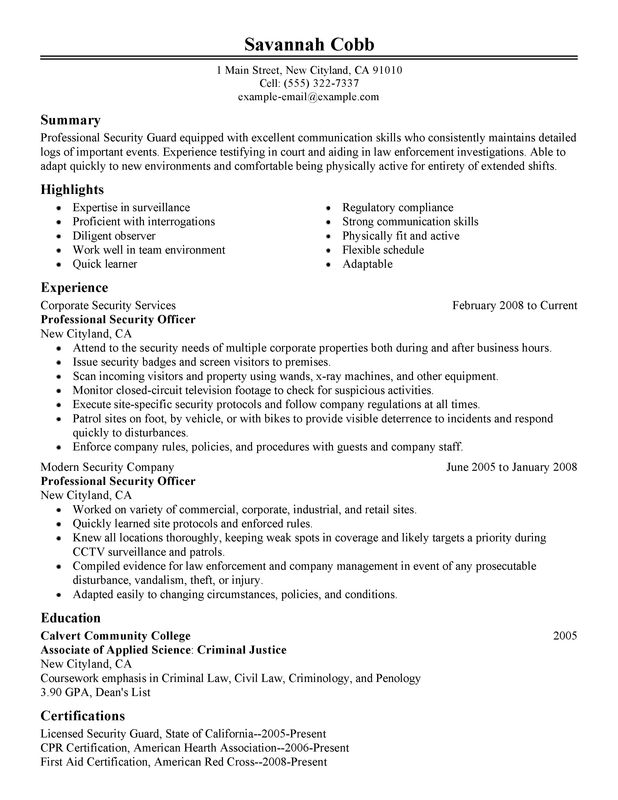 Savannah Cobb
1 Main Street, New Cityland, CA 91010
Cell: (555) 322-7337
example-email@example.com
Summary
Professional Security Guard equipped with excellent communication skills who consistently maintains detailed
logs of important events. Experience testifying in court and aiding in law enforcement investigations. Able to
adapt quickly to new environments and comfortable being physically active for entirety of extended shifts.
Highlights
• Expertise in surveillance
• Proficient with interrogations
• Diligent observer
• Work well in team environment
• Quick learner
• Regulatory compliance
• Strong communication skills
• Physically fit and active
• Flexible schedule
• Adaptable
Experience
Corporate Security Services February 2008 to Current
Professional Security Officer
New Cityland, CA
• Attend to the security needs of multiple corporate properties both during and after business hours.
• Issue security badges and screen visitors to premises.
• Scan incoming visitors and property using wands, x-ray machines, and other equipment.
• Monitor closed-circuit television footage to check for suspicious activities.
• Execute site-specific security protocols and follow company regulations at all times.
• Patrol sites on foot, by vehicle, or with bikes to provide visible deterrence to incidents and respond
quickly to disturbances.
• Enforce company rules, policies, and procedures with guests and company staff.
Modern Security Company June 2005 to January 2008
Professional Security Officer
New Cityland, CA
• Worked on variety of commercial, corporate, industrial, and retail sites.
• Quickly learned site protocols and enforced rules.
• Knew all locations thoroughly, keeping weak spots in coverage and likely targets a priority during
CCTV surveillance and patrols.
• Compiled evidence for law enforcement and company management in event of any prosecutable
disturbance, vandalism, theft, or injury.
• Adapted easily to changing circumstances, policies, and conditions.
Education
Calvert Community College 2005
Associate of Applied Science: Criminal Justice
New Cityland, CA
Coursework emphasis in Criminal Law, Civil Law, Criminology, and Penology
3.90 GPA, Dean's List
Certifications
Licensed Security Guard, State of California--2005-Present
CPR Certification, American Hearth Association--2006-Present
First Aid Certification, American Red Cross--2008-Present